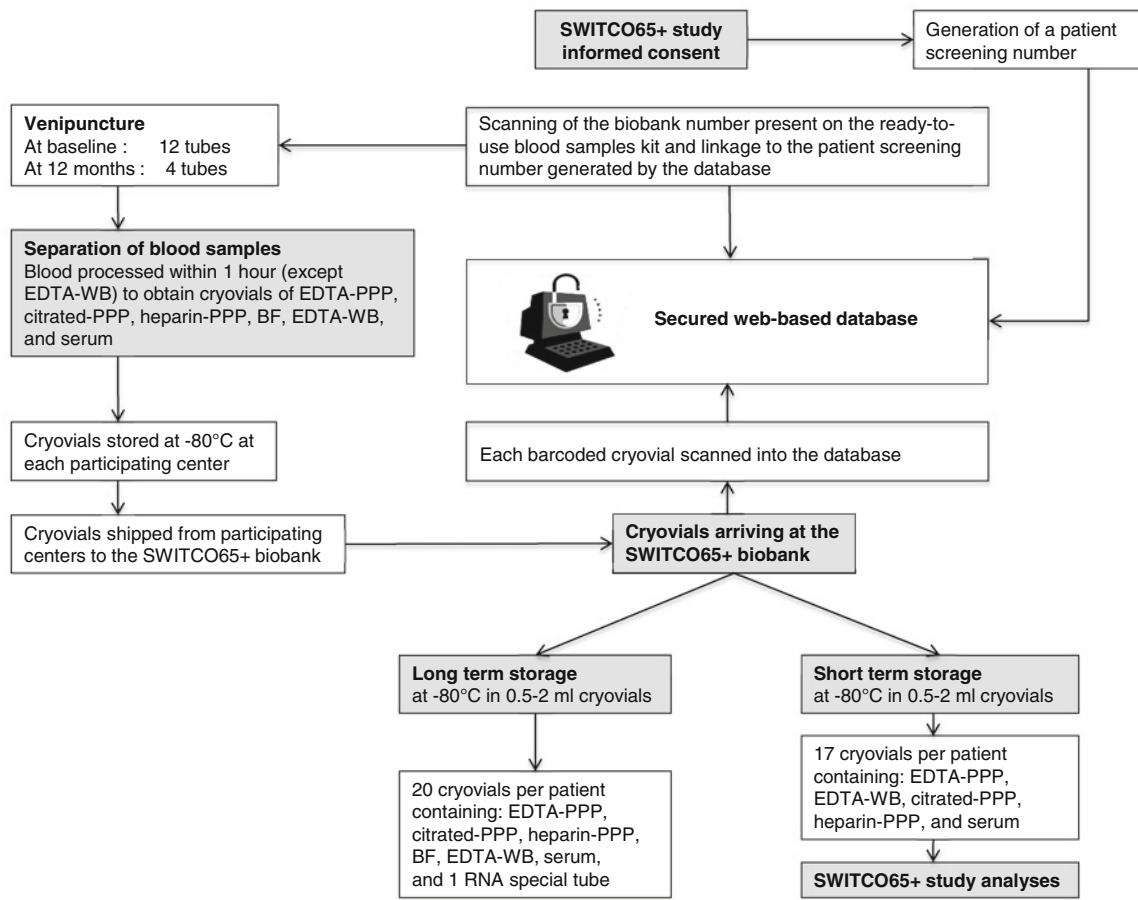 SWITCO65+ study
informed consent
Generation of a patient
screening number
Venipuncture
At baseline : 12 tubes
At 12 months : 4 tubes
Scanning of the biobank number present on the ready-to-
use blood samples kit and linkage to the patient screening
number generated by the database
Separation of blood samples
Blood processed within 1 hour (except
EDTA-WB) to obtain cryovials of EDTA-PPP,
citrated-PPP, heparin-PPP, BF, EDTA-WB,
and serum
Secured web-based database
Cryovials stored at -80°C at
each participating center
Each barcoded cryovial scanned into the database
Cryovials shipped from participating
centers to the SWITCO65+ biobank
Cryovials arriving at the
SWITCO65+ biobank
Long term storage
at -80°C in 0.5-2 ml cryovials
Short term storage
at -80°C in 0.5-2 ml cryovials
20 cryovials per patient
containing: EDTA-PPP,
citrated-PPP, heparin-PPP,
BF, EDTA-WB, serum,
and 1 RNA special tube
17 cryovials per patient
containing: EDTA-PPP,
EDTA-WB, citrated-PPP,
heparin-PPP, and serum
SWITCO65+ study analyses